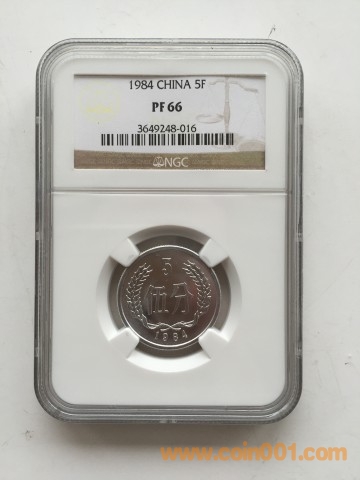 1984 CHINA 5F
PF 66
3649248-016
NGC
5
伍分
1984
www.coin001.com